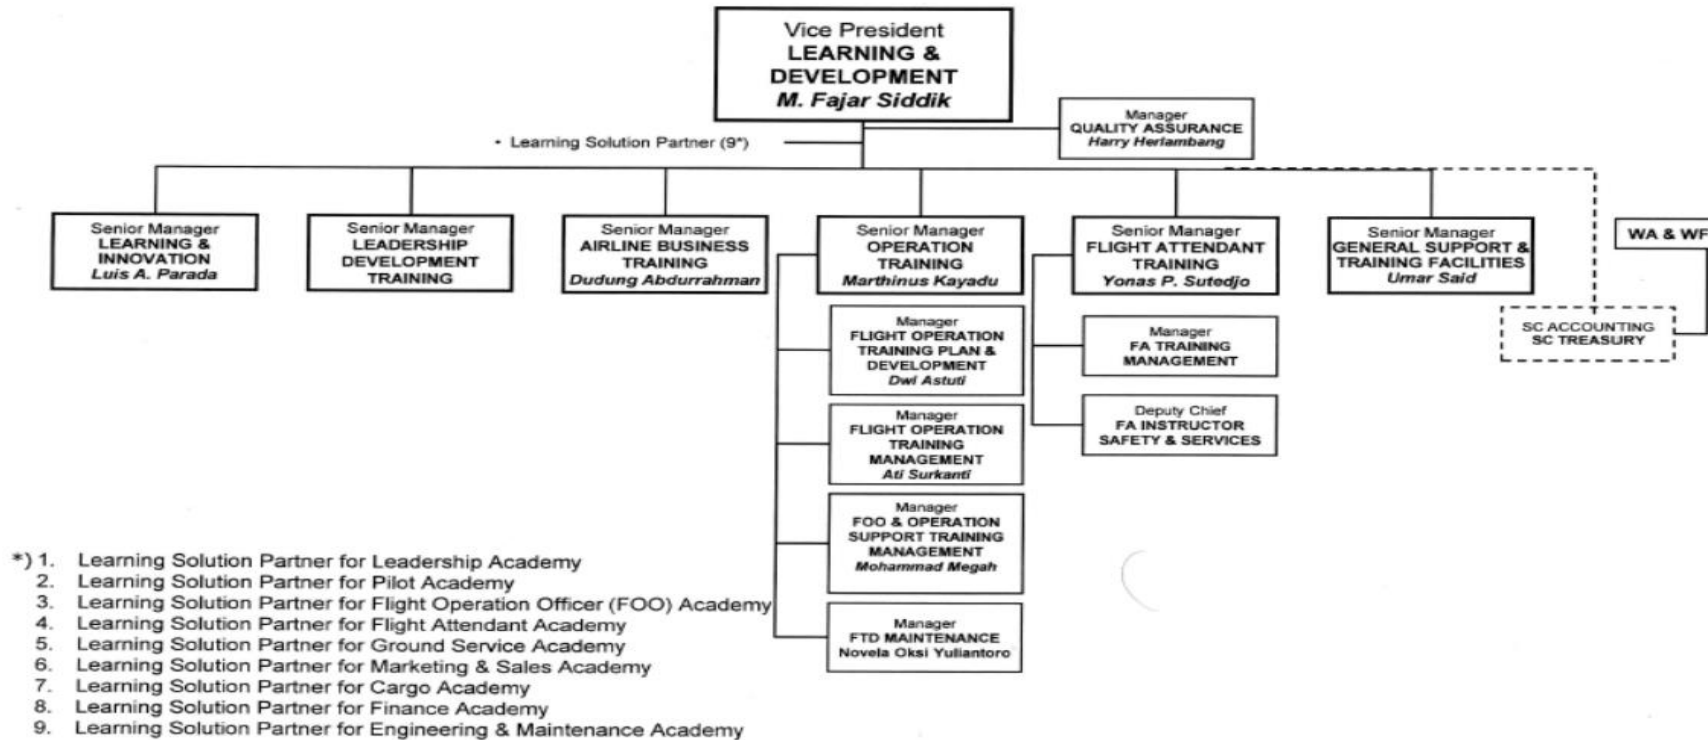 Vice President
LEARNING &
DEVELOPMENT
M. Fajar Siddik
Manager
QUALITY ASSURANCE
Harry Herlambang
• Learning Solution Partner (9*)
Senior Manager
LEARNING &
INNOVATION
Luis A. Parada
Senior Manager
LEADERSHIP
DEVELOPMENT
TRAINING
Senior Manager
AIRLINE BUSINESS
TRAINING
Dudung Abdurrahman
Senior Manager
OPERATION
TRAINING
Marthinus Kayadu
Senior Manager
FLIGHT ATTENDANT
TRAINING
Yonas P. Sutedjo
Senior Manager
GENERAL SUPPORT &
TRAINING FACILITIES
Umar Said
WA & WF
SC ACCOUNTING
SC TREASURY
Manager
FLIGHT OPERATION
TRAINING PLAN &
DEVELOPMENT
Dwi Astuti
Manager
FLIGHT OPERATION
TRAINING
MANAGEMENT
Ati Surkanti
Manager
FOO & OPERATION
SUPPORT TRAINING
MANAGEMENT
Mohammad Megah
Manager
FTD MAINTENANCE
Novela Oksi Yuliantoro
Manager
FA TRAINING
MANAGEMENT
Deputy Chief
FA INSTRUCTOR
SAFETY & SERVICES
*) 1. Learning Solution Partner for Leadership Academy
2. Learning Solution Partner for Pilot Academy
3. Learning Solution Partner for Flight Operation Officer (FOO) Academy
4. Learning Solution Partner for Flight Attendant Academy
5. Learning Solution Partner for Ground Service Academy
6. Learning Solution Partner for Marketing & Sales Academy
7. Learning Solution Partner for Cargo Academy
8. Learning Solution Partner for Finance Academy
9. Learning Solution Partner for Engineering & Maintenance Academy